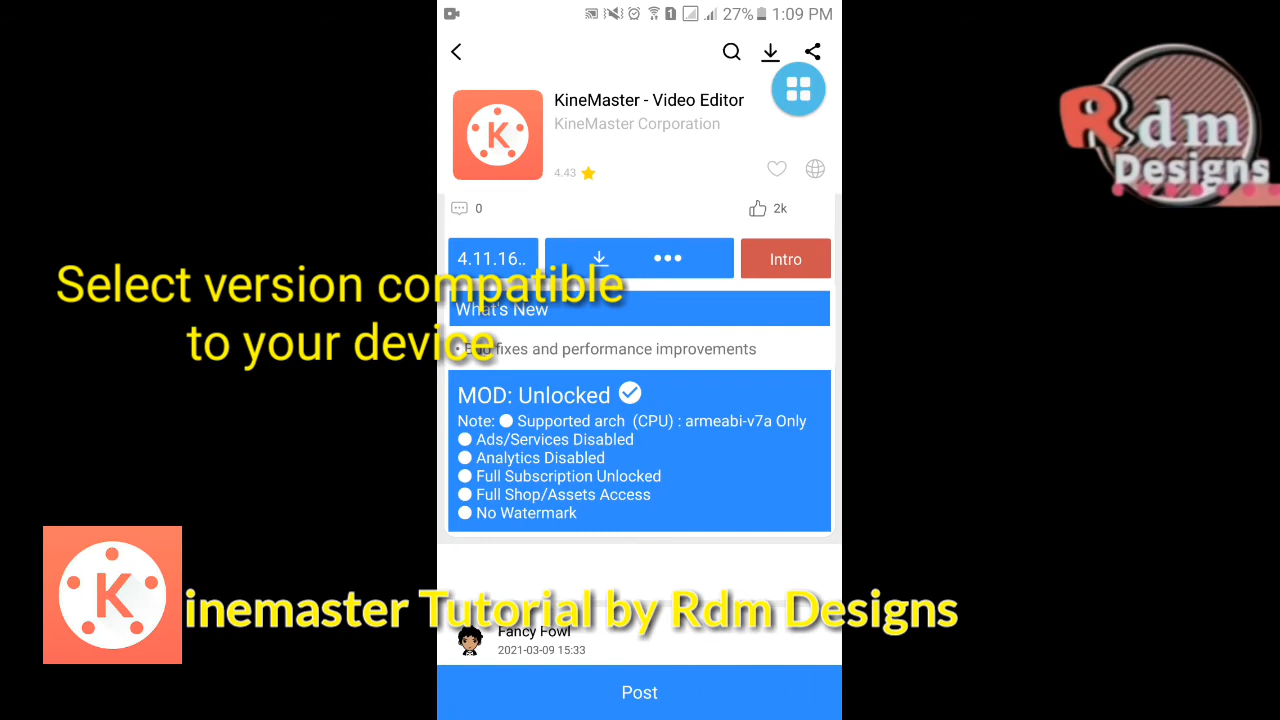 27% 1:09 PM
KineMaster - Video Editor
KineMaster Corporation
4.43
0
2k
4.11.16..
Intro
What's New
• Bug fixes and performance improvements
MOD: Unlocked
Note: Supported arch (CPU) : armeabi-v7a Only
Ads/Services Disabled
Analytics Disabled
Full Subscription Unlocked
Full Shop/Assets Access
No Watermark
Fancy Fowl
2021-03-09 15:33
Post
Select version compatible
to your device
K
inemaster Tutorial by Rdm Designs
Rdm
Designs